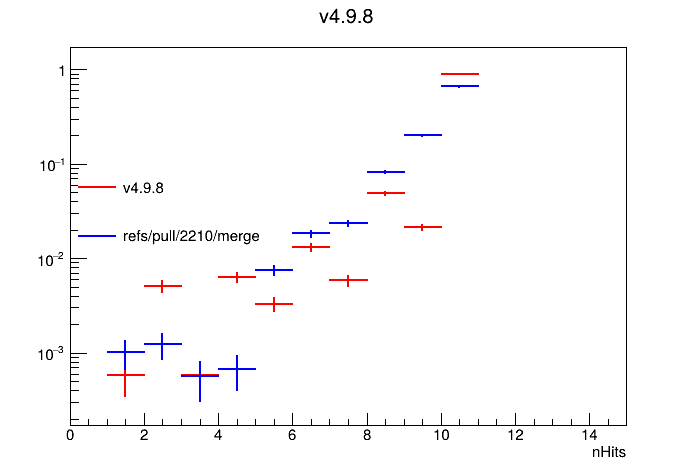 v4.9.8
1
10⁻¹
v4.9.8
refs/pull/2210/merge
10⁻²
10⁻³
0 2 4 6 8 10 12 14
nHits